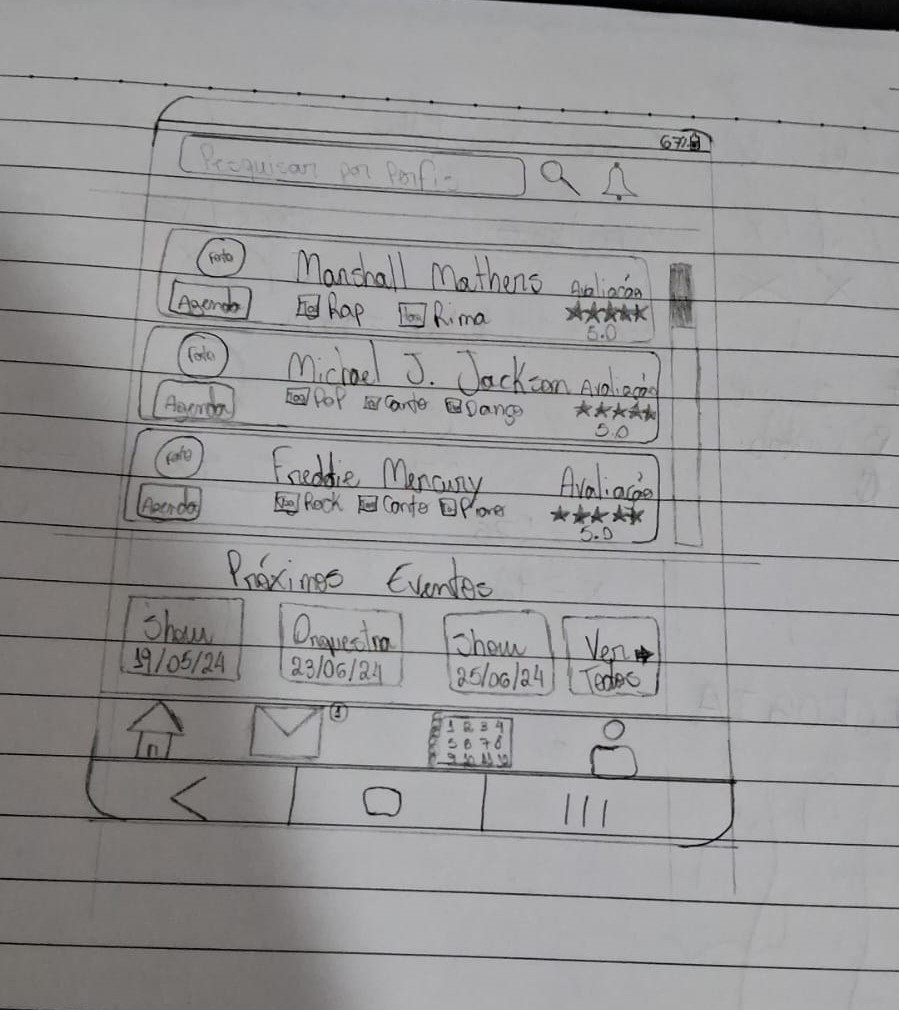 67%
Pesquisar por Perfil
Foto
Marshall Mathers
Avaliação
Agenda
Rap
Rima
5.0
Foto
Michael J. Jackson
Avaliação
Agenda
Pop
Canto
Dança
5.0
Foto
Freddie Mercury
Avaliação
Agenda
Rock
Canto
Piano
5.0
Próximos Eventos
Show
19/05/24
Orquestra
23/06/24
Show
25/06/24
Ver
Todos
1
1 2 3 4
5 6 7 8
9 10 11 12